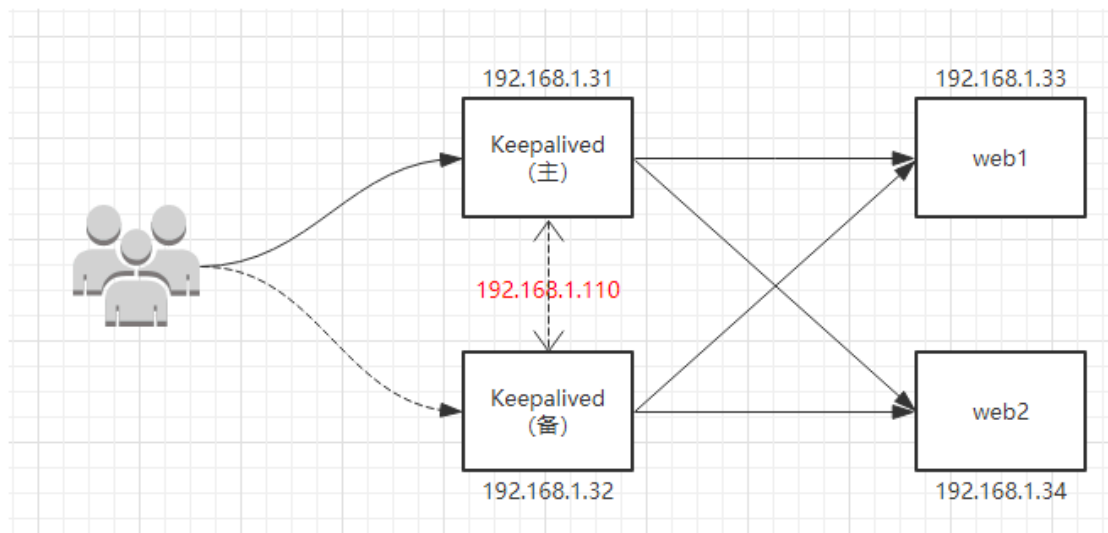 192.168.1.31
192.168.1.33
Keepalived
（主）
web1
192.168.1.110
Keepalived
（备）
web2
192.168.1.32
192.168.1.34